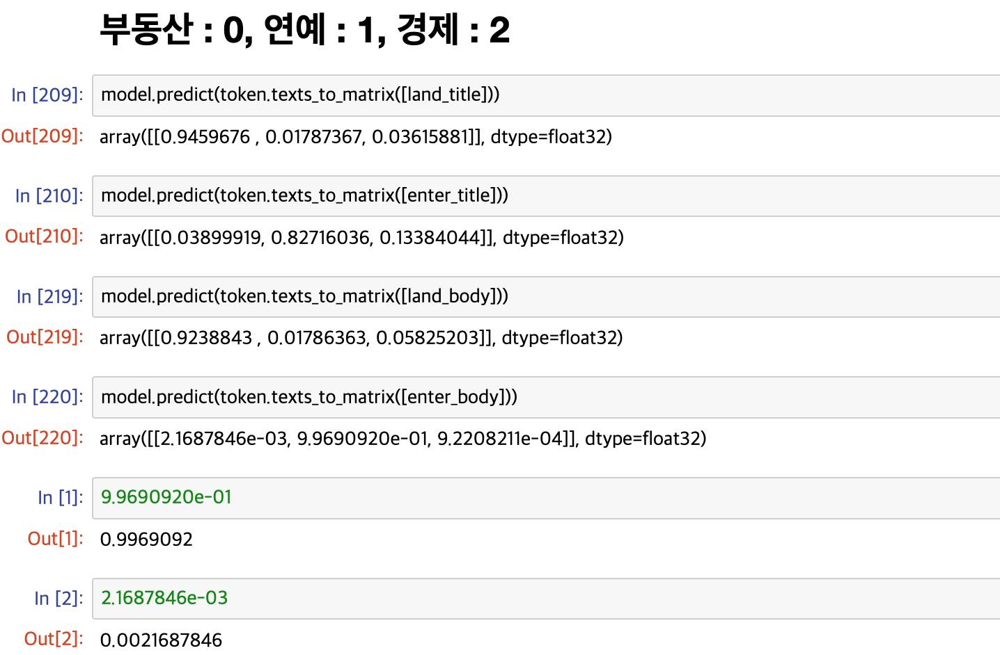 부동산 : 0, 연예 : 1, 경제 : 2
In [209]: model.predict(token.texts_to_matrix([land_title]))
Out[209]: array([[0.9459676 , 0.01787367, 0.03615881]], dtype=float32)
In [210]: model.predict(token.texts_to_matrix([enter_title]))
Out[210]: array([[0.03899919, 0.82716036, 0.13384044]], dtype=float32)
In [219]: model.predict(token.texts_to_matrix([land_body]))
Out[219]: array([[0.9238843 , 0.01786363, 0.05825203]], dtype=float32)
In [220]: model.predict(token.texts_to_matrix([enter_body]))
Out[220]: array([[2.1687846e-03, 9.9690920e-01, 9.2208211e-04]], dtype=float32)
In [1]: 9.9690920e-01
Out[1]: 0.9969092
In [2]: 2.1687846e-03
Out[2]: 0.0021687846